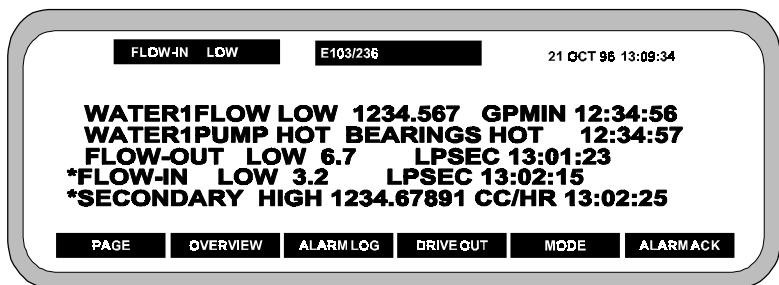 FLOW-IN LOW E103/236 21 OCT 96 13:09:34
WATER1FLOW LOW 1234.567 GPMIN 12:34:56
WATER1PUMP HOT BEARINGS HOT 12:34:57
FLOW-OUT LOW 6.7 LPSEC 13:01:23
*FLOW-IN LOW 3.2 LPSEC 13:02:15
*SECONDARY HIGH 1234.67891 CC/HR 13:02:25
PAGE OVERVIEW ALARM LOG DRIVE OUT MODE ALARM ACK